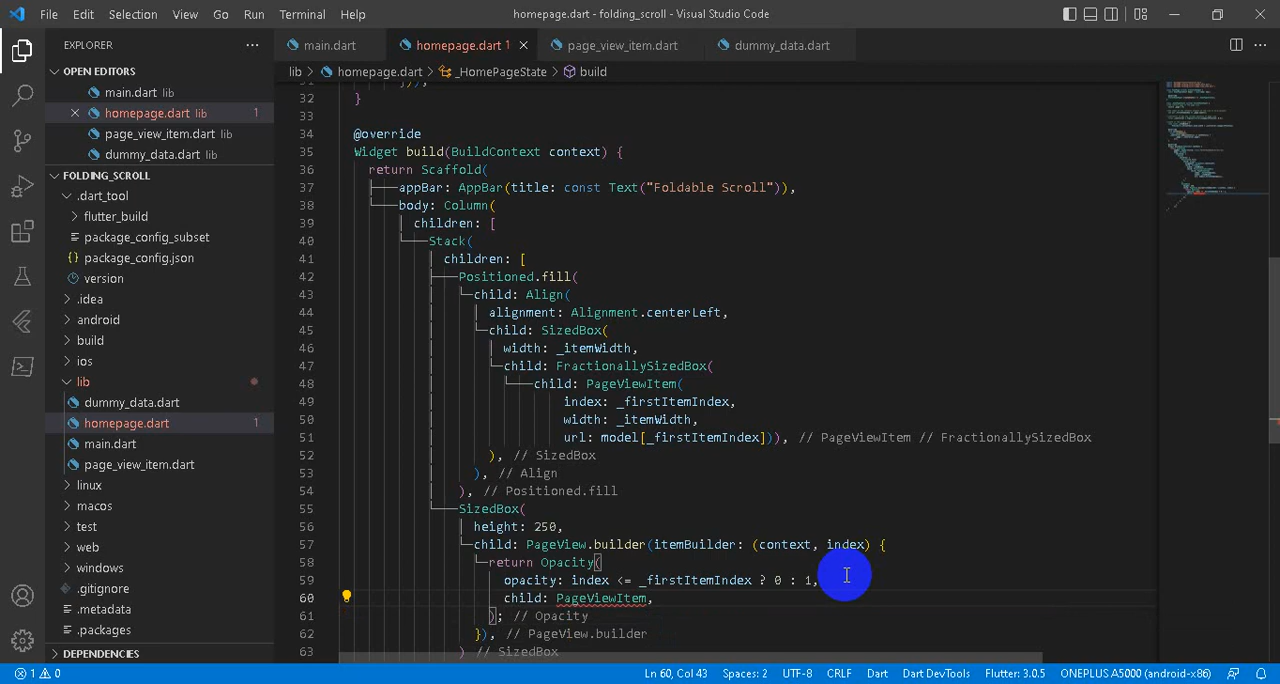 File Edit Selection View Go Run Terminal Help homepage.dart - folding_scroll - Visual Studio Code
EXPLORER
OPEN EDITORS
main.dart lib
homepage.dart lib 1
page_view_item.dart lib
dummy_data.dart lib
FOLDING_SCROLL
.dart_tool
flutter_build
package_config_subset
{} package_config.json
version
.idea
android
build
ios
lib
dummy_data.dart
homepage.dart 1
main.dart
page_view_item.dart
linux
macos
test
web
windows
.gitignore
.metadata
.packages
DEPENDENCIES
main.dart homepage.dart 1 page_view_item.dart dummy_data.dart
lib > homepage.dart > _HomePageState > build
32 }
33
34 @override
35 Widget build(BuildContext context) {
36 return Scaffold(
37 appBar: AppBar(title: const Text("Foldable Scroll")),
38 body: Column(
39 children: [
40 Stack(
41 children: [
42 Positioned.fill(
43 child: Align(
44 alignment: Alignment.centerLeft,
45 child: SizedBox(
46 width: _itemWidth,
47 child: FractionallySizedBox(
48 child: PageViewItem(
49 index: _firstItemIndex,
50 width: _itemWidth,
51 url: model[_firstItemIndex])), // PageViewItem // FractionallySizedBox
52 ), // SizedBox
53 ), // Align
54 ), // Positioned.fill
55 SizedBox(
56 height: 250,
57 child: PageView.builder(itemBuilder: (context, index) {
58 return Opacity(
59 opacity: index <= _firstItemIndex ? 0 : 1,
60 child: PageViewItem,
61 ); // Opacity
62 }), // PageView.builder
63 ) // SizedBox
1 0 Ln 60, Col 43 Spaces: 2 UTF-8 CRLF Dart Dart DevTools Flutter: 3.0.5 ONEPLUS A5000 (android-x86)